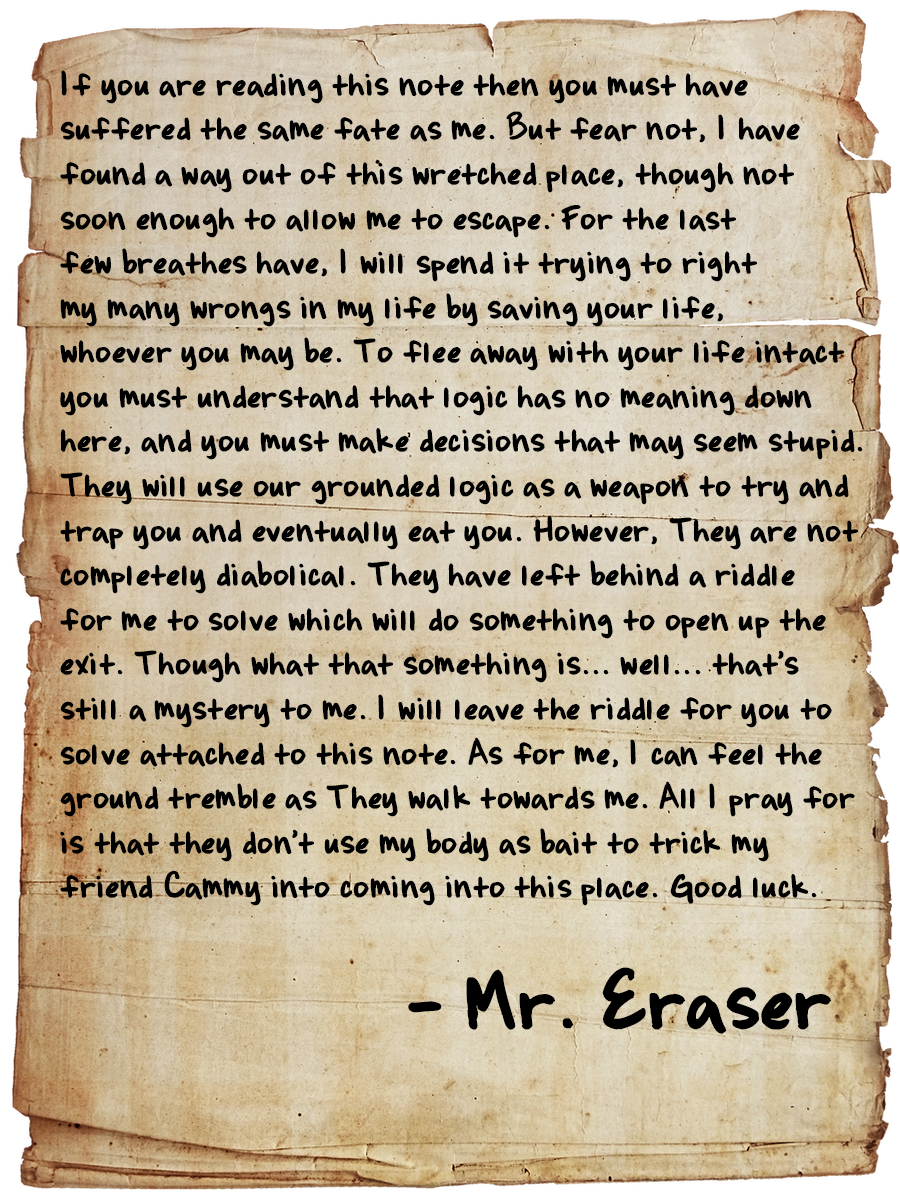 If you are reading this note then you must have
suffered the same fate as me. But fear not, I have
found a way out of this wretched place, though not
soon enough to allow me to escape. For the last
few breathes have, I will spend it trying to right
my many wrongs in my life by saving your life,
whoever you may be. To flee away with your life intact
you must understand that logic has no meaning down
here, and you must make decisions that may seem stupid.
They will use our grounded logic as a weapon to try and
trap you and eventually eat you. However, They are not
completely diabolical. They have left behind a riddle
for me to solve which will do something to open up the
exit. Though what that something is... well... that's
still a mystery to me. I will leave the riddle for you to
solve attached to this note. As for me, I can feel the
ground tremble as They walk towards me. All I pray for
is that they don't use my body as bait to trick my
friend Cammy into coming into this place. Good luck.
- Mr. Eraser